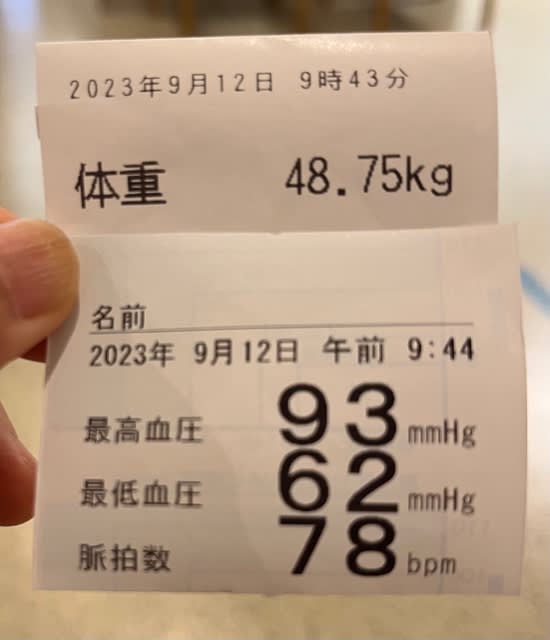 2023年9月12日 9時43分
体重 48.75kg
名前
2023年 9月12日 午前 9:44
最高血圧 93 mmHg
最低血圧 62 mmHg
脈拍数 78 bpm